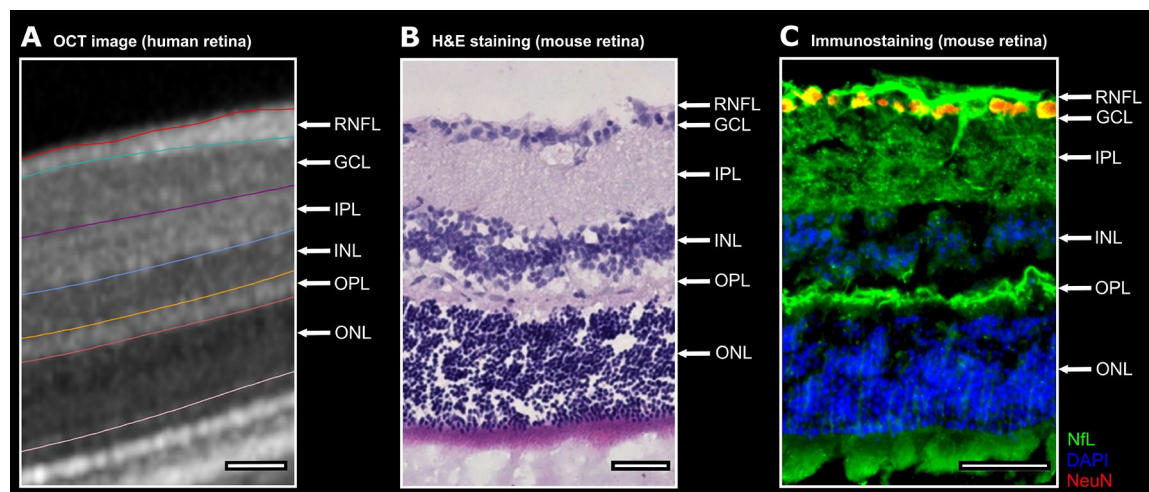 A OCT image (human retina)
RNFL
GCL
IPL
INL
OPL
ONL
B H&E staining (mouse retina)
RNFL
GCL
IPL
INL
OPL
ONL
C Immunostaining (mouse retina)
RNFL
GCL
IPL
INL
OPL
ONL
NfL
DAPI
NeuN